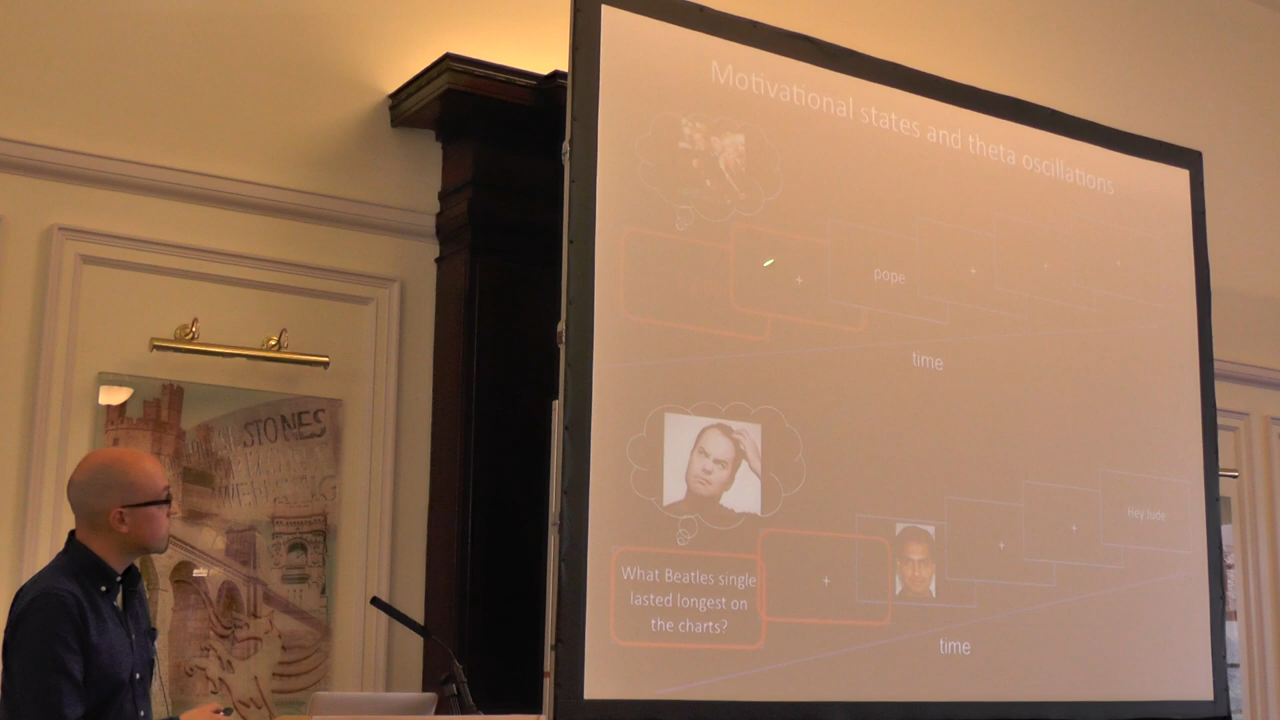 Motivational states and theta oscillations
+
pope
+
+
+
time
What Beatles single
lasted longest on
the charts?
+
+
+
Hey Jude
time
STONES